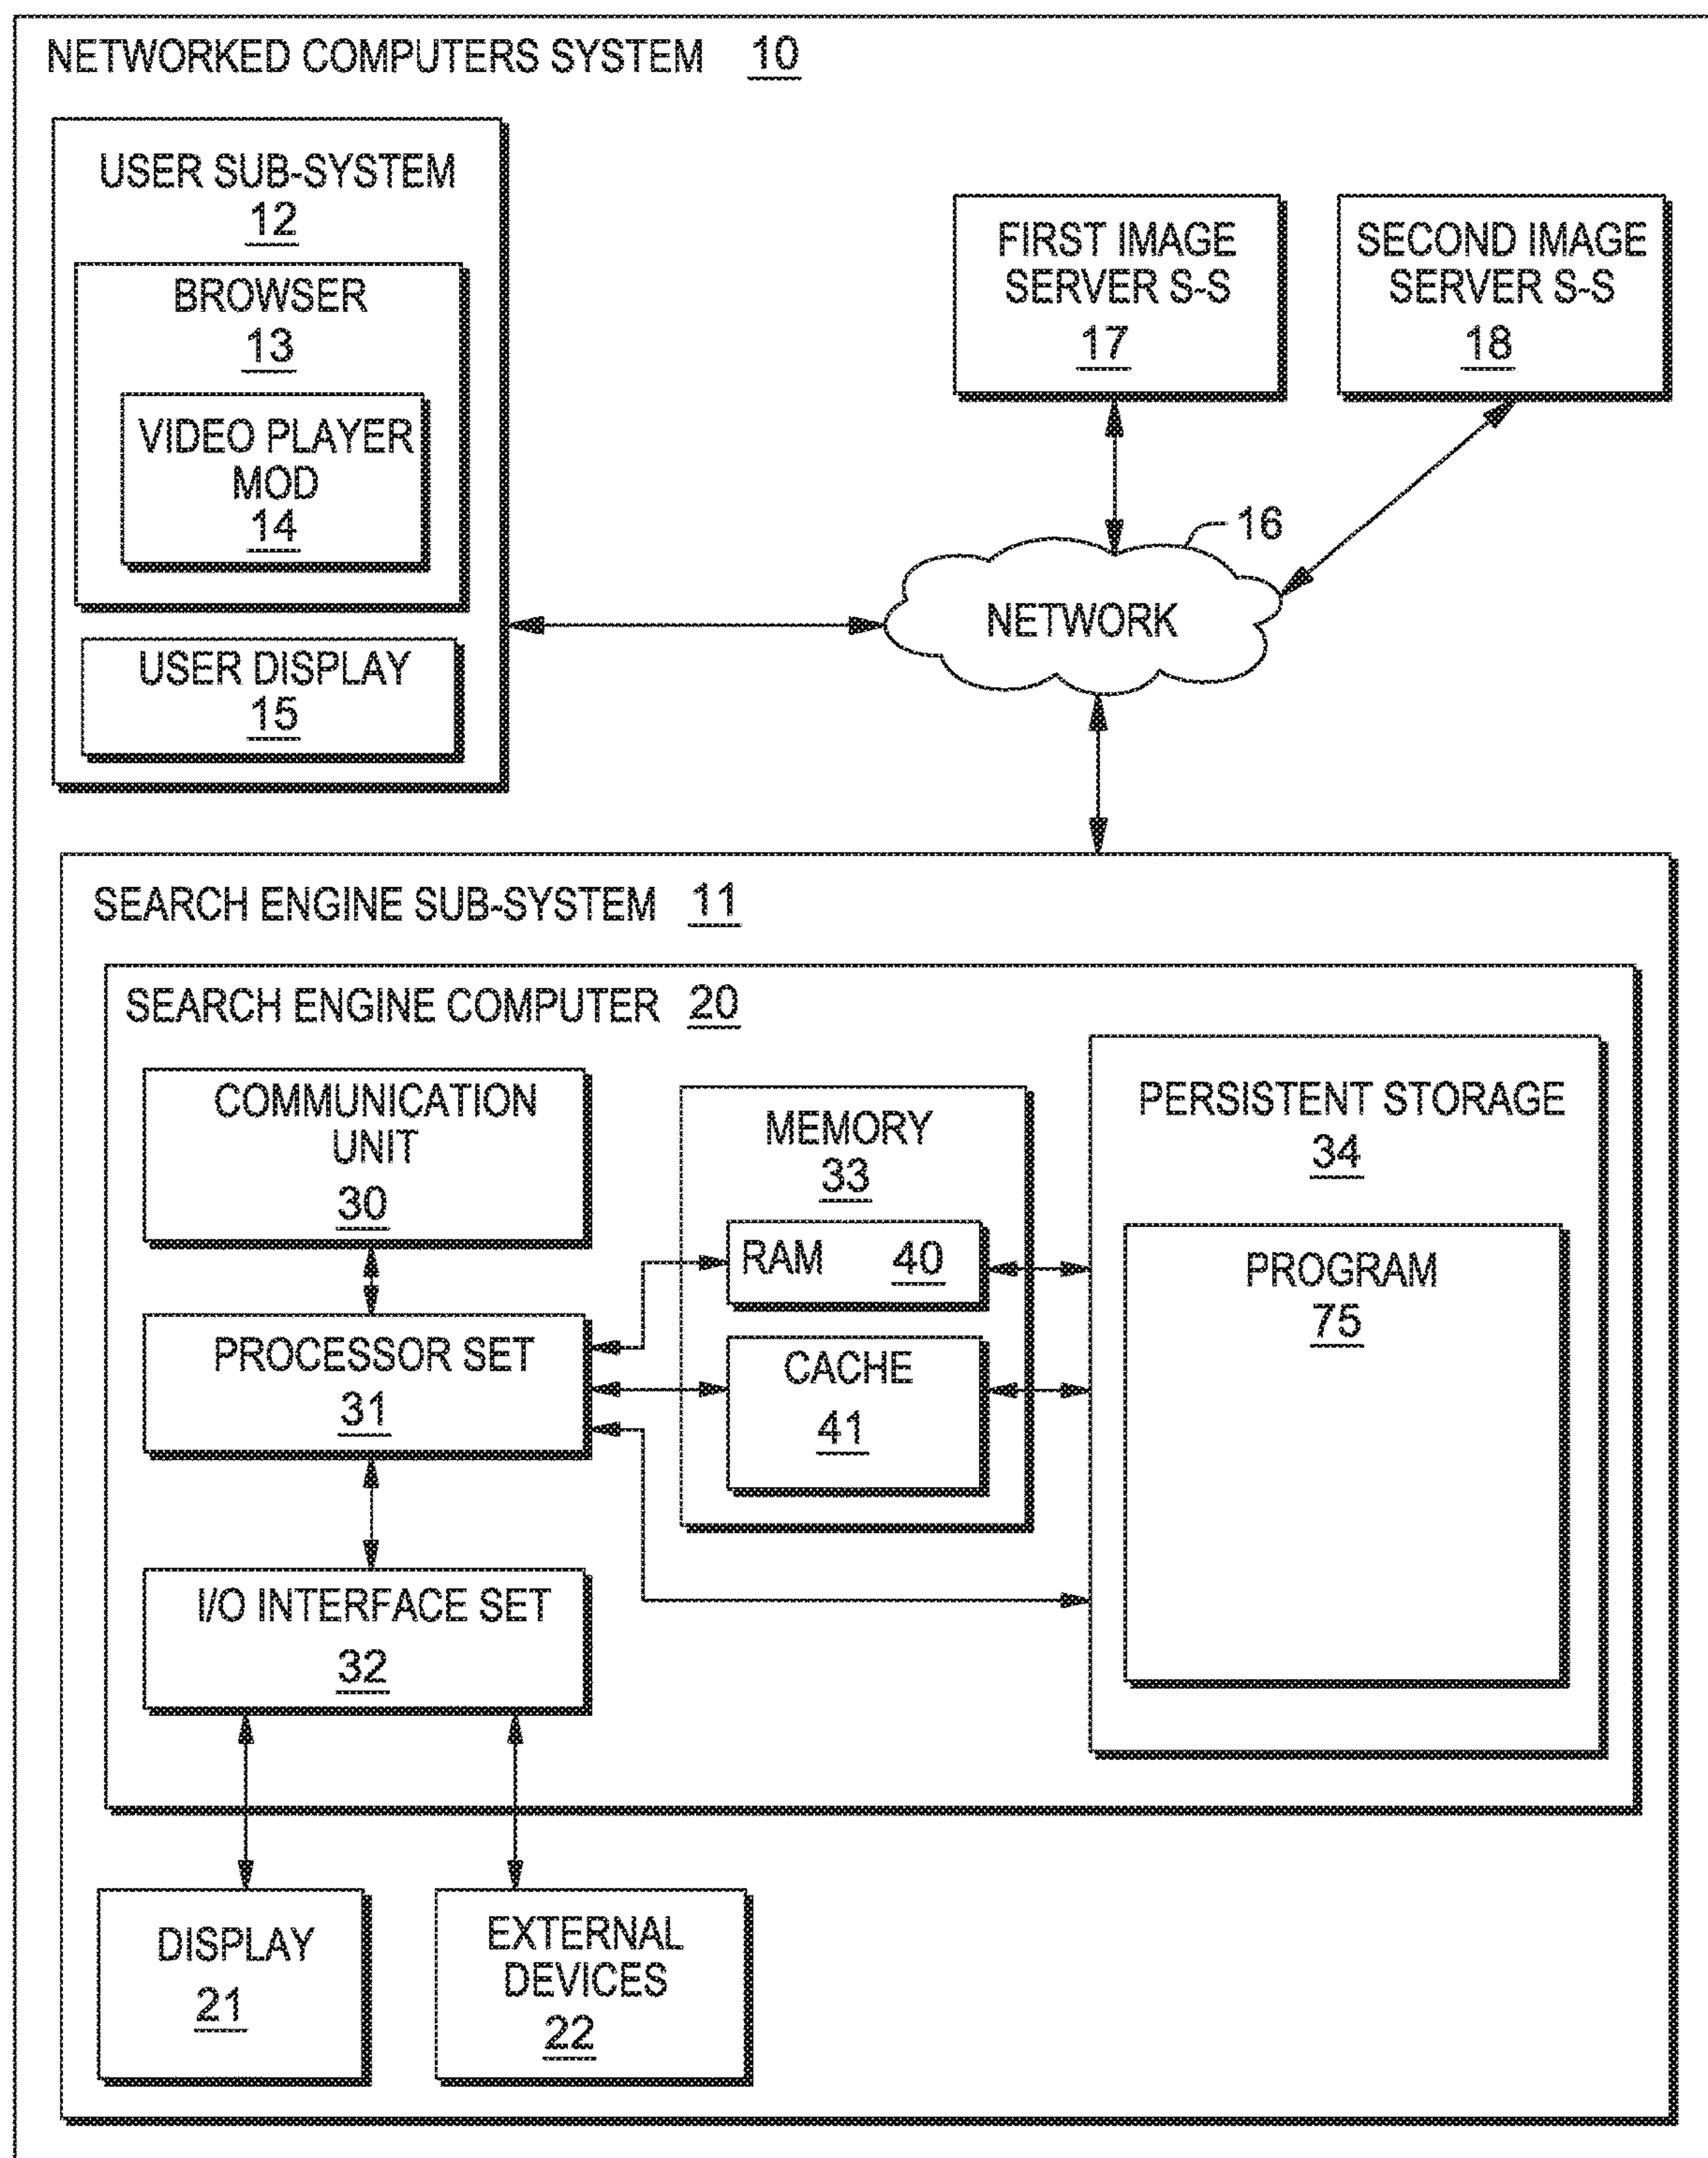 NETWORKED COMPUTERS SYSTEM 10
USER SUB-SYSTEM
12
BROWSER
13
VIDEO PLAYER
MOD
14
USER DISPLAY
15
FIRST IMAGE
SERVER S-S
17
SECOND IMAGE
SERVER S-S
18
16
NETWORK
SEARCH ENGINE SUB-SYSTEM 11
SEARCH ENGINE COMPUTER 20
COMMUNICATION
UNIT
30
PROCESSOR SET
31
I/O INTERFACE SET
32
MEMORY
33
RAM 40
CACHE
41
PERSISTENT STORAGE
34
PROGRAM
75
DISPLAY
21
EXTERNAL
DEVICES
22